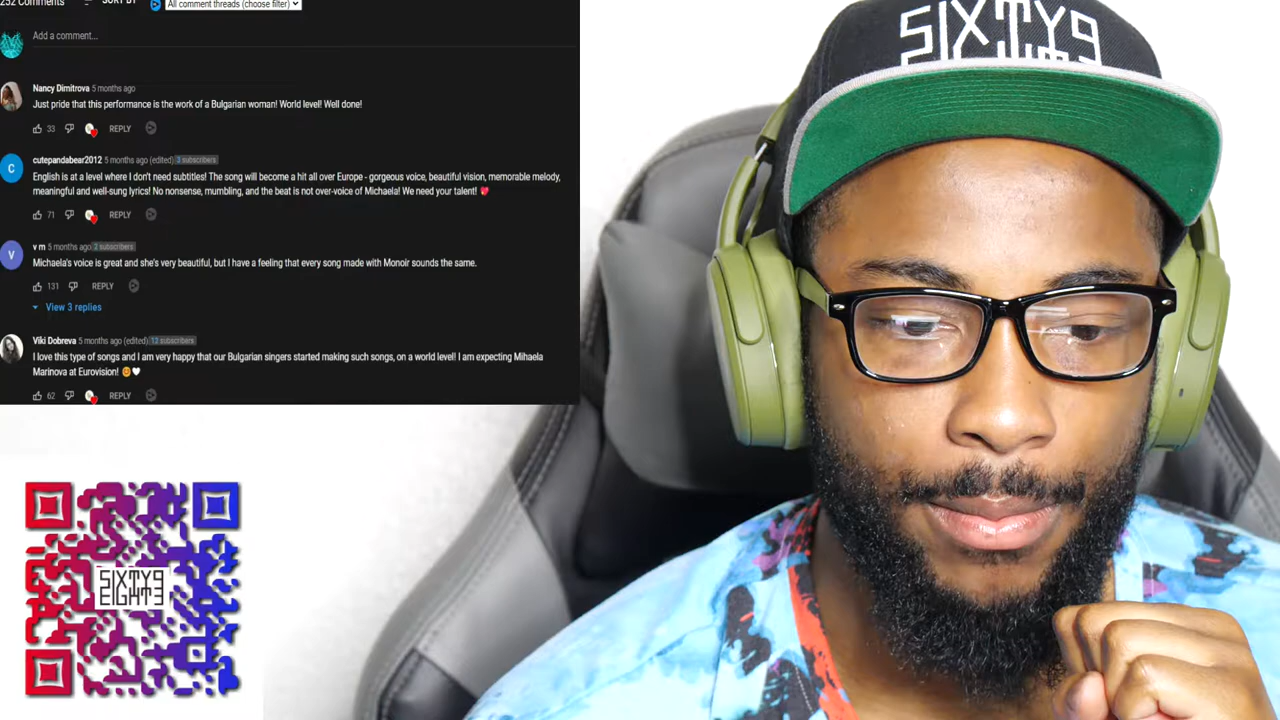 252 Comments SORT BY All comment threads (choose filter)
Add a comment...
Nancy Dimitrova 5 months ago
Just pride that this performance is the work of a Bulgarian woman! World level! Well done!
33 REPLY
C cutepandabear2012 5 months ago (edited) 3 subscribers
English is at a level where I don't need subtitles! The song will become a hit all over Europe - gorgeous voice, beautiful vision, memorable melody,
meaningful and well-sung lyrics! No nonsense, mumbling, and the beat is not over-voice of Michaela! We need your talent!
71 REPLY
V v m 5 months ago 2 subscribers
Michaela's voice is great and she's very beautiful, but I have a feeling that every song made with Monoir sounds the same.
131 REPLY
View 3 replies
Viki Dobreva 5 months ago (edited) 12 subscribers
I love this type of songs and I am very happy that our Bulgarian singers started making such songs, on a world level! I am expecting Mihaela
Marinova at Eurovision!
62 REPLY
SIXTY9
SIXTY9
EIGHT3